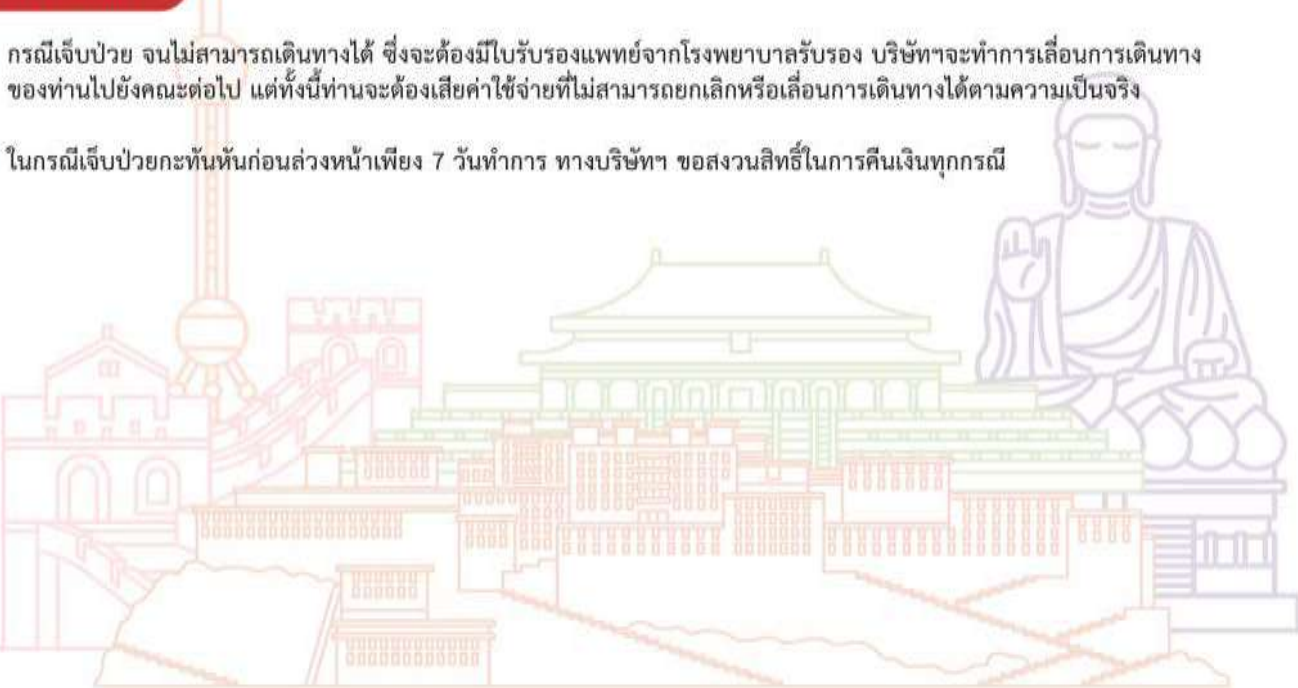 กรณีเจ็บป่วย จนไม่สามารถเดินทางได้ ซึ่งจะต้องมีใบรับรองแพทย์จากโรงพยาบาลรับรอง บริษัทฯจะทำการเลื่อนการเดินทาง
ของท่านไปยังคณะต่อไป แต่ทั้งนี้ท่านจะต้องเสียค่าใช้จ่ายที่ไม่สามารถยกเลิกหรือเลื่อนการเดินทางได้ตามความเป็นจริง
ในกรณีเจ็บป่วยกะทันหันก่อนล่วงหน้าเพียง 7 วันทำการ ทางบริษัทฯ ขอสงวนสิทธิ์ในการคืนเงินทุกกรณี